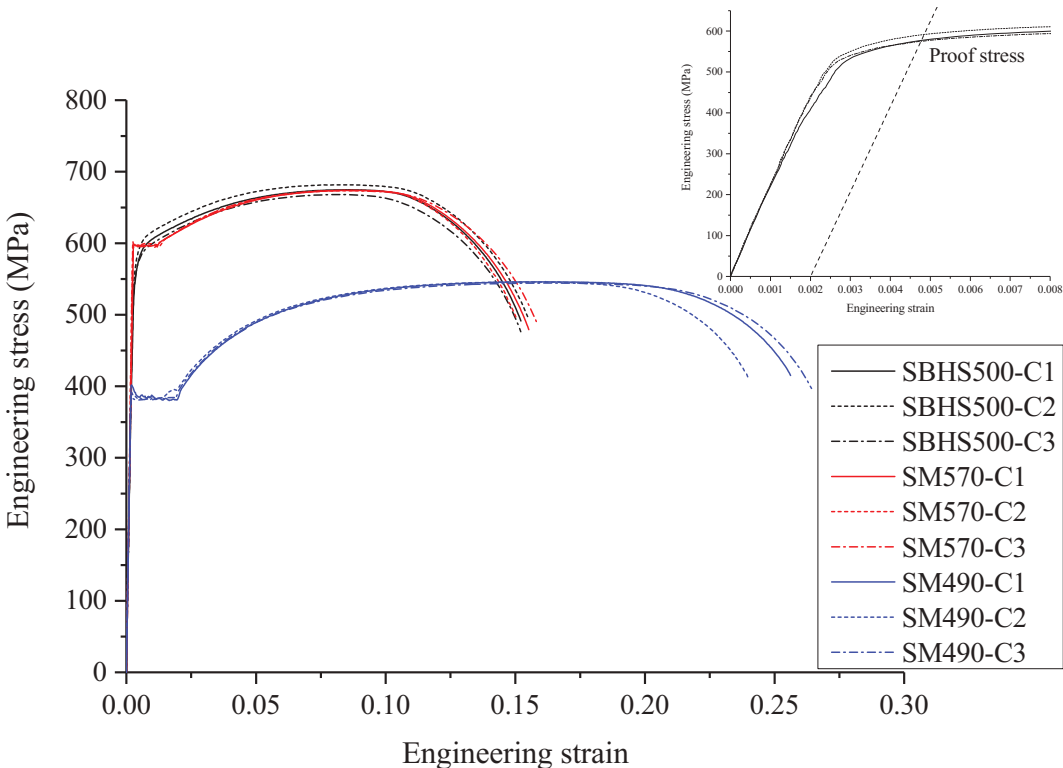 Engineering stress (MPa)
800
700
600
500
400
300
200
100
0
0.00
0.05
0.10
0.15
0.20
0.25
0.30
Engineering strain
Engineering stress (MPa)
600
500
400
300
200
100
0
0.000
0.001
0.002
0.003
0.004
0.005
0.006
0.007
0.008
Engineering strain
Proof stress
SBHS500-C1
SBHS500-C2
SBHS500-C3
SM570-C1
SM570-C2
SM570-C3
SM490-C1
SM490-C2
SM490-C3